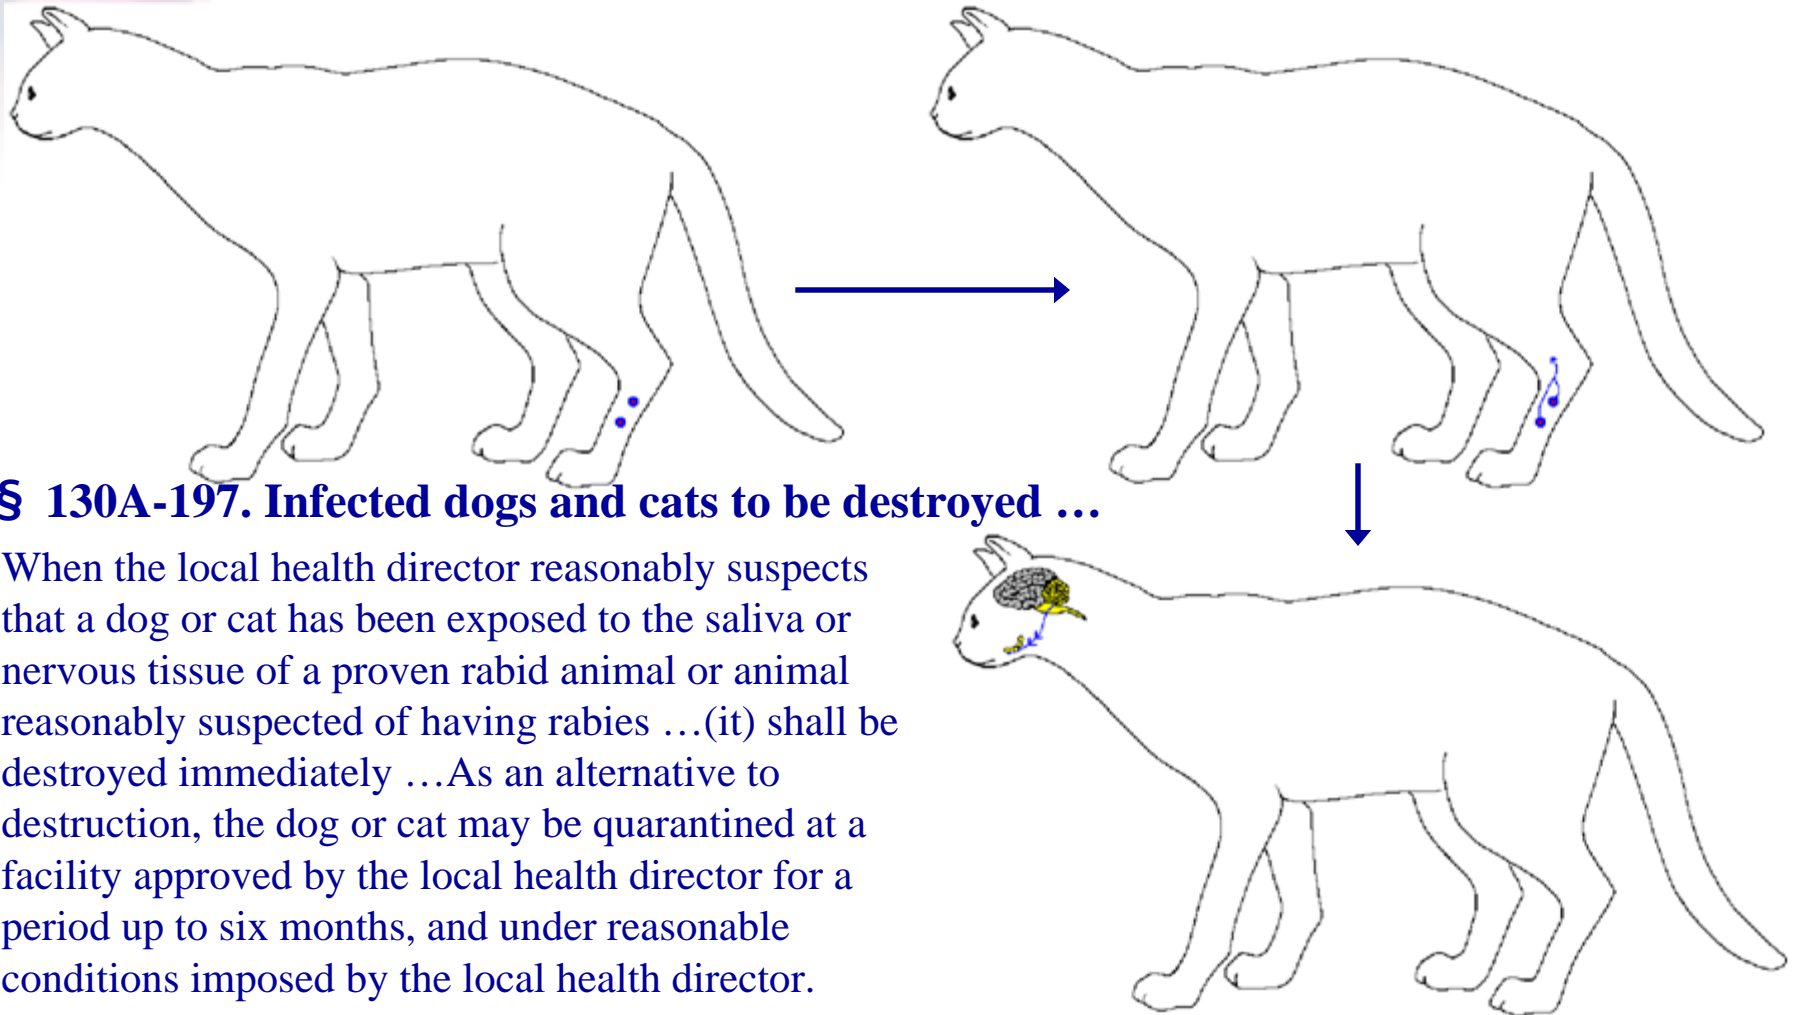 § 130A-197. Infected dogs and cats to be destroyed …
When the local health director reasonably suspects
that a dog or cat has been exposed to the saliva or
nervous tissue of a proven rabid animal or animal
reasonably suspected of having rabies …(it) shall be
destroyed immediately …As an alternative to
destruction, the dog or cat may be quarantined at a
facility approved by the local health director for a
period up to six months, and under reasonable
conditions imposed by the local health director.